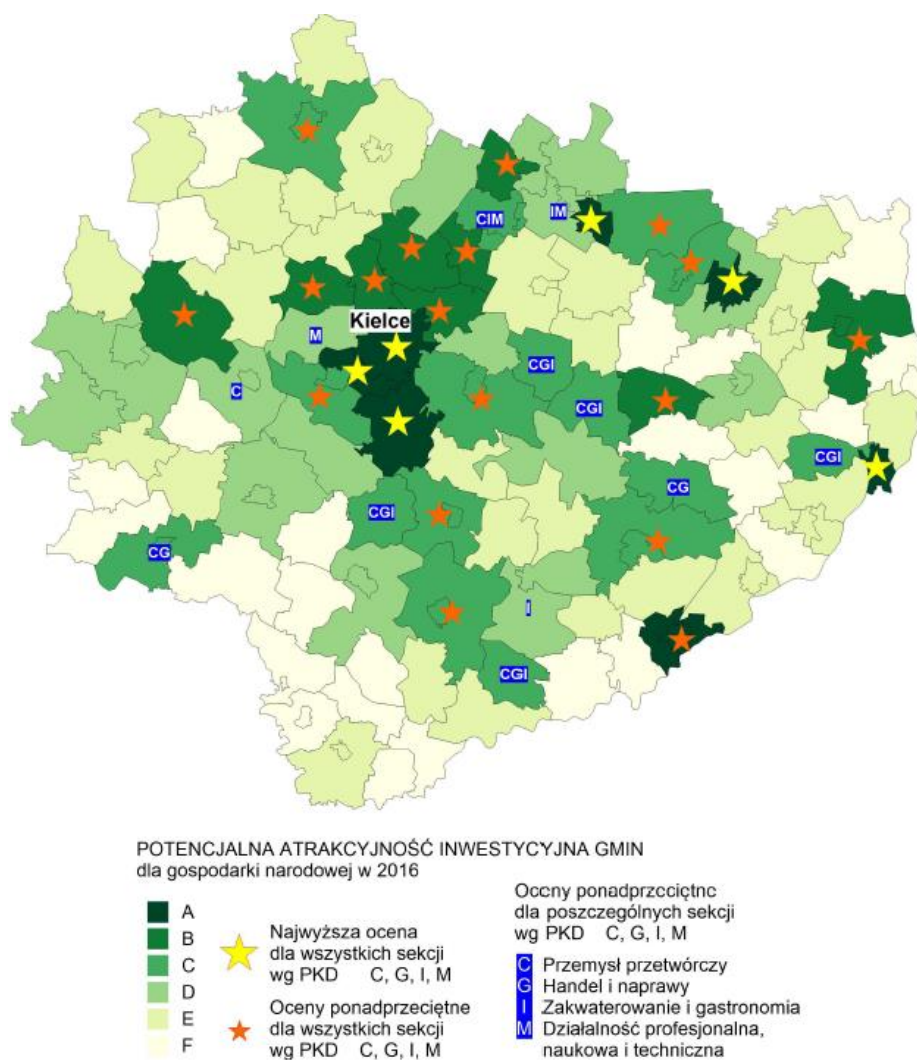 CIM
IM
Kielce
M
CGI
C
CGI
CGI
CG
CGI
CG
I
CGI
POTENCJALNA ATRAKCYJNOŚĆ INWESTYCYJNA GMIN
dla gospodarki narodowej w 2016
A
B
C
D
E
F
Najwyższa ocena
dla wszystkich sekcji
wg PKD C, G, I, M
Oceny ponadprzeciętne
dla wszystkich sekcji
wg PKD C, G, I, M
Occny ponadprzcciętnc
dla poszczególnych sekcji
wg PKD C, G, I, M
C Przemysł przetwórczy
G Handel i naprawy
I Zakwaterowanie i gastronomia
M Działalność profesjonalna,
naukowa i techniczna